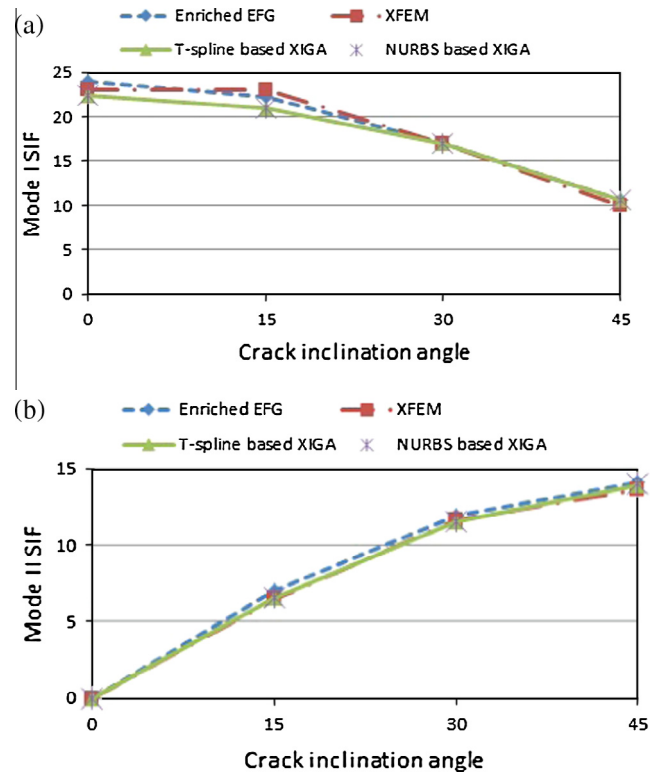 (a)
Enriched EFG XFEM
T-spline based XIGA NURBS based XIGA
25
20
15
10
5
0
Mode I SIF
0 15 30 45
Crack inclination angle
(b)
Enriched EFG XFEM
T-spline based XIGA NURBS based XIGA
15
10
5
0
Mode II SIF
0 15 30 45
Crack inclination angle